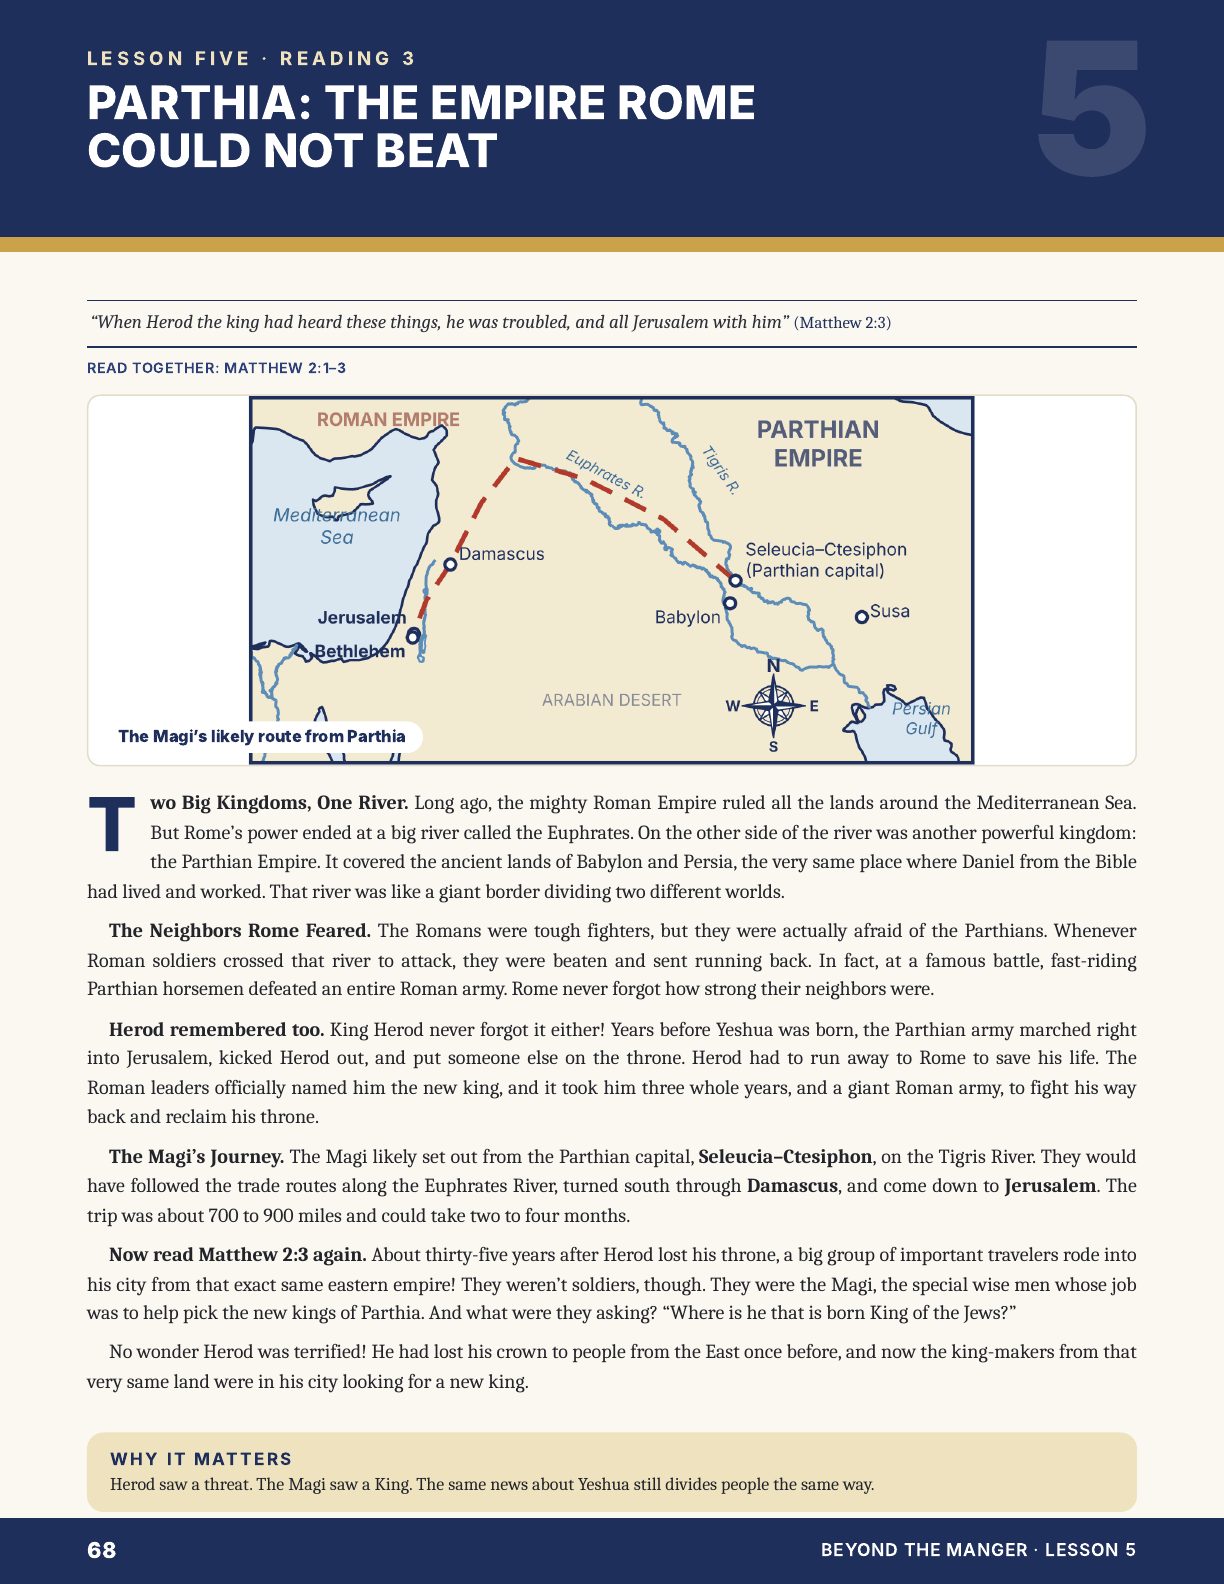 LESSON FIVE · READING 3
PARTHIA: THE EMPIRE ROME
COULD NOT BEAT
5
“When Herod the king had heard these things, he was troubled, and all Jerusalem with him” (Matthew 2:3)
READ TOGETHER: MATTHEW 2:1–3
ROMAN EMPIRE
PARTHIAN
EMPIRE
Euphrates R.
Tigris R.
Mediterranean
Sea
Damascus
Seleucia–Ctesiphon
(Parthian capital)
Jerusalem
Babylon
Susa
Bethlehem
N
ARABIAN DESERT
W
E
S
Persian
Gulf
The Magi’s likely route from Parthia
Two Big Kingdoms, One River. Long ago, the mighty Roman Empire ruled all the lands around the Mediterranean Sea.
But Rome’s power ended at a big river called the Euphrates. On the other side of the river was another powerful kingdom:
the Parthian Empire. It covered the ancient lands of Babylon and Persia, the very same place where Daniel from the Bible
had lived and worked. That river was like a giant border dividing two different worlds.
The Neighbors Rome Feared. The Romans were tough fighters, but they were actually afraid of the Parthians. Whenever
Roman soldiers crossed that river to attack, they were beaten and sent running back. In fact, at a famous battle, fast-riding
Parthian horsemen defeated an entire Roman army. Rome never forgot how strong their neighbors were.
Herod remembered too. King Herod never forgot it either! Years before Yeshua was born, the Parthian army marched right
into Jerusalem, kicked Herod out, and put someone else on the throne. Herod had to run away to Rome to save his life. The
Roman leaders officially named him the new king, and it took him three whole years, and a giant Roman army, to fight his way
back and reclaim his throne.
The Magi’s Journey. The Magi likely set out from the Parthian capital, Seleucia–Ctesiphon, on the Tigris River. They would
have followed the trade routes along the Euphrates River, turned south through Damascus, and come down to Jerusalem. The
trip was about 700 to 900 miles and could take two to four months.
Now read Matthew 2:3 again. About thirty-five years after Herod lost his throne, a big group of important travelers rode into
his city from that exact same eastern empire! They weren’t soldiers, though. They were the Magi, the special wise men whose job
was to help pick the new kings of Parthia. And what were they asking? “Where is he that is born King of the Jews?”
No wonder Herod was terrified! He had lost his crown to people from the East once before, and now the king-makers from that
very same land were in his city looking for a new king.
WHY IT MATTERS
Herod saw a threat. The Magi saw a King. The same news about Yeshua still divides people the same way.
68
BEYOND THE MANGER · LESSON 5